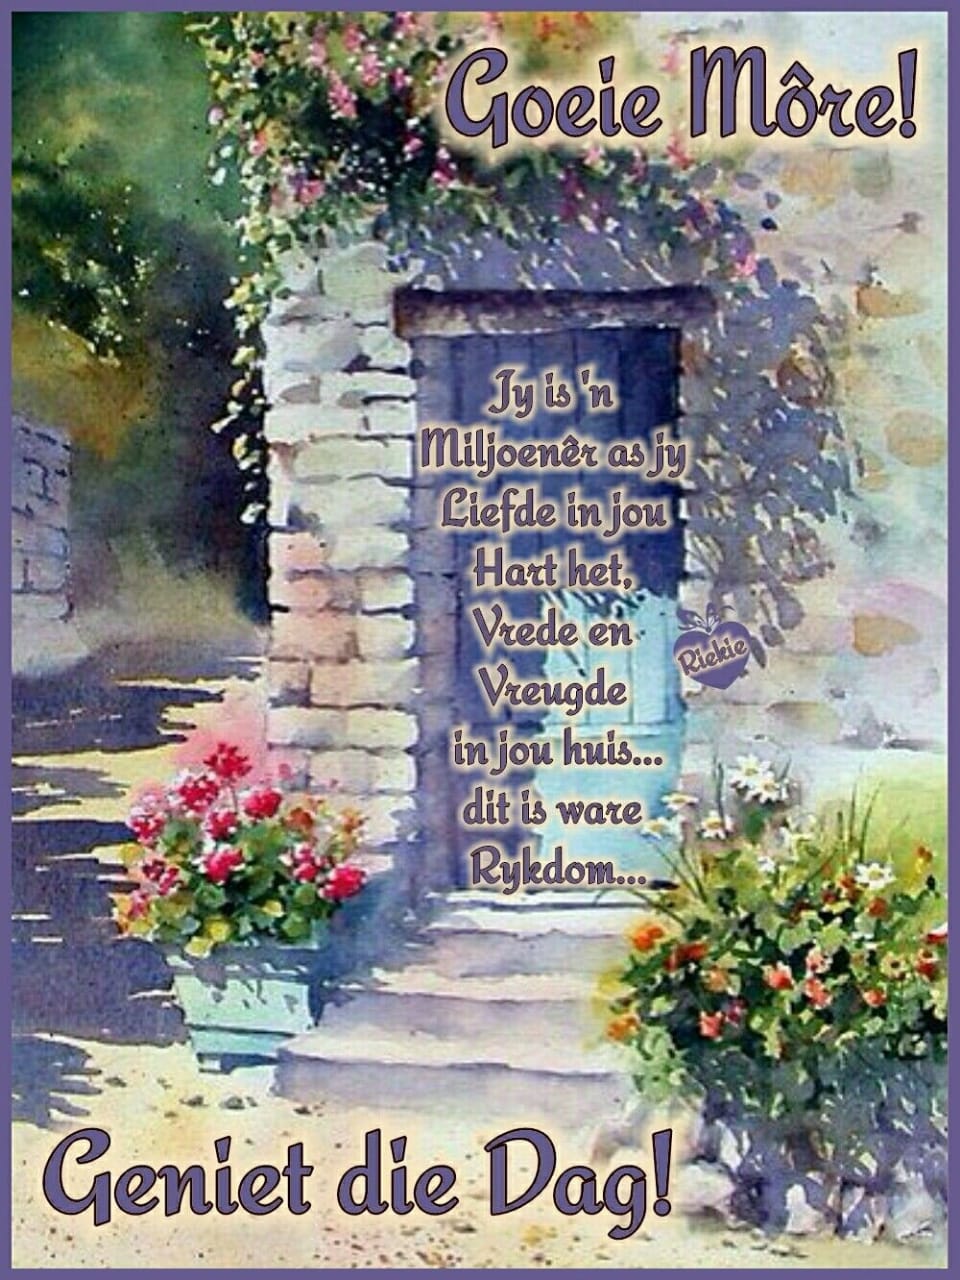 Goeie Môre!
Jy is 'n
Miljoenêr as jy
Liefde in jou
Hart het,
Vrede en
Vreugde
in jou huis...
dit is ware
Rykdom...
Riekie
Geniet die Dag!